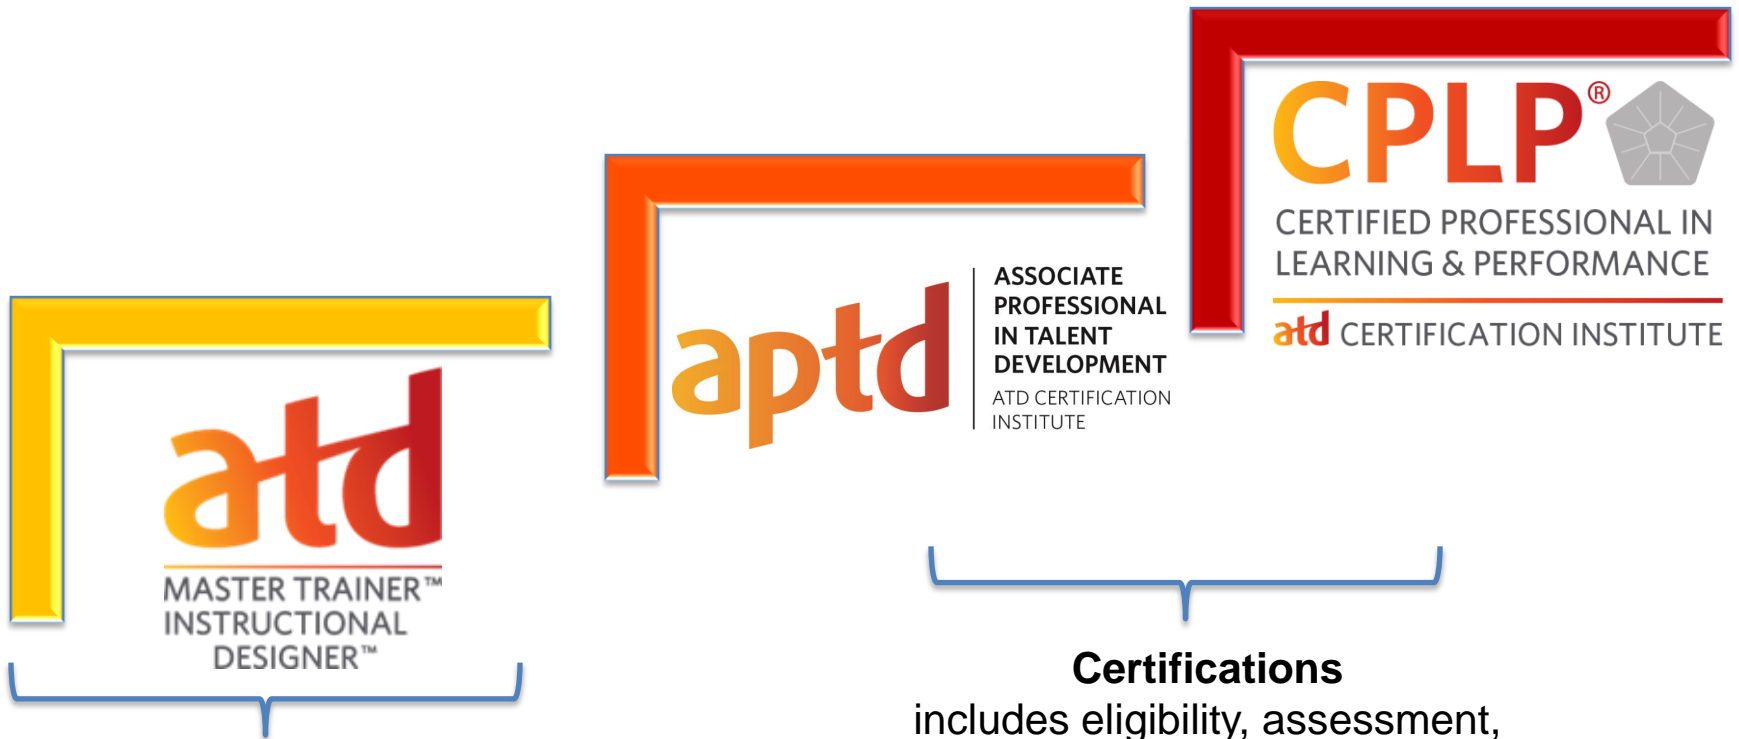 CPLP®
CERTIFIED PROFESSIONAL IN
LEARNING & PERFORMANCE
atd CERTIFICATION INSTITUTE
aptd
ASSOCIATE
PROFESSIONAL
IN TALENT
DEVELOPMENT
ATD CERTIFICATION
INSTITUTE
atd
MASTER TRAINER™
INSTRUCTIONAL
DESIGNER™
Certifications
includes eligibility, assessment,